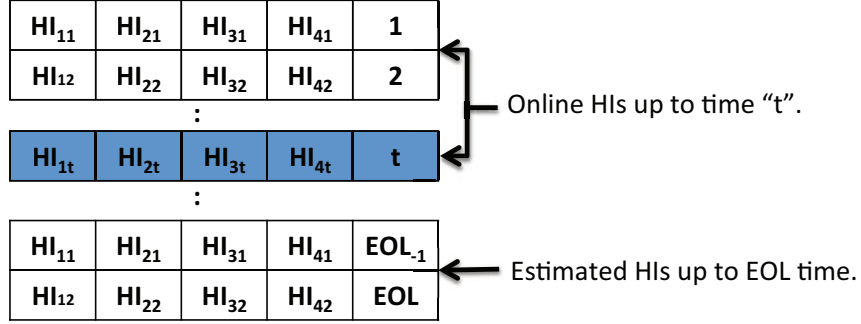 HI₁₁ HI₂₁ HI₃₁ HI₄₁ 1
HI₁₂ HI₂₂ HI₃₂ HI₄₂ 2
:
Online HIs up to time “t”.
HI₁ₜ HI₂ₜ HI₃ₜ HI₄ₜ t
:
HI₁₁ HI₂₁ HI₃₁ HI₄₁ EOL₋₁
Estimated HIs up to EOL time.
HI₁₂ HI₂₂ HI₃₂ HI₄₂ EOL